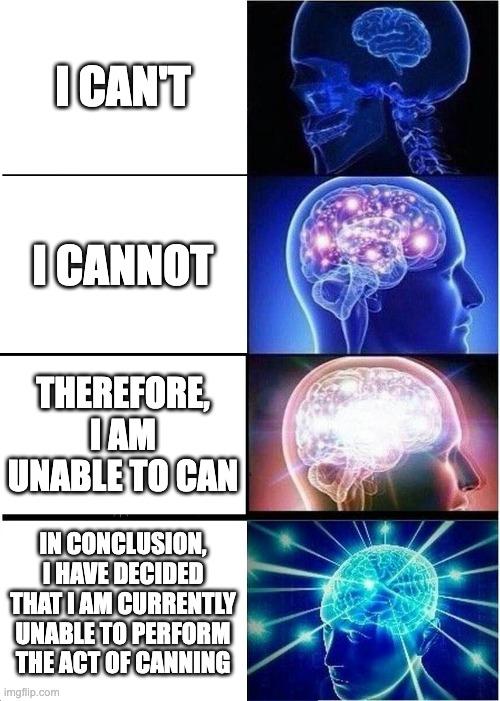 I CAN'T
I CANNOT
THEREFORE,
I AM
UNABLE TO CAN
IN CONCLUSION,
I HAVE DECIDED
THAT I AM CURRENTLY
UNABLE TO PERFORM
THE ACT OF CANNING
imgflip.com